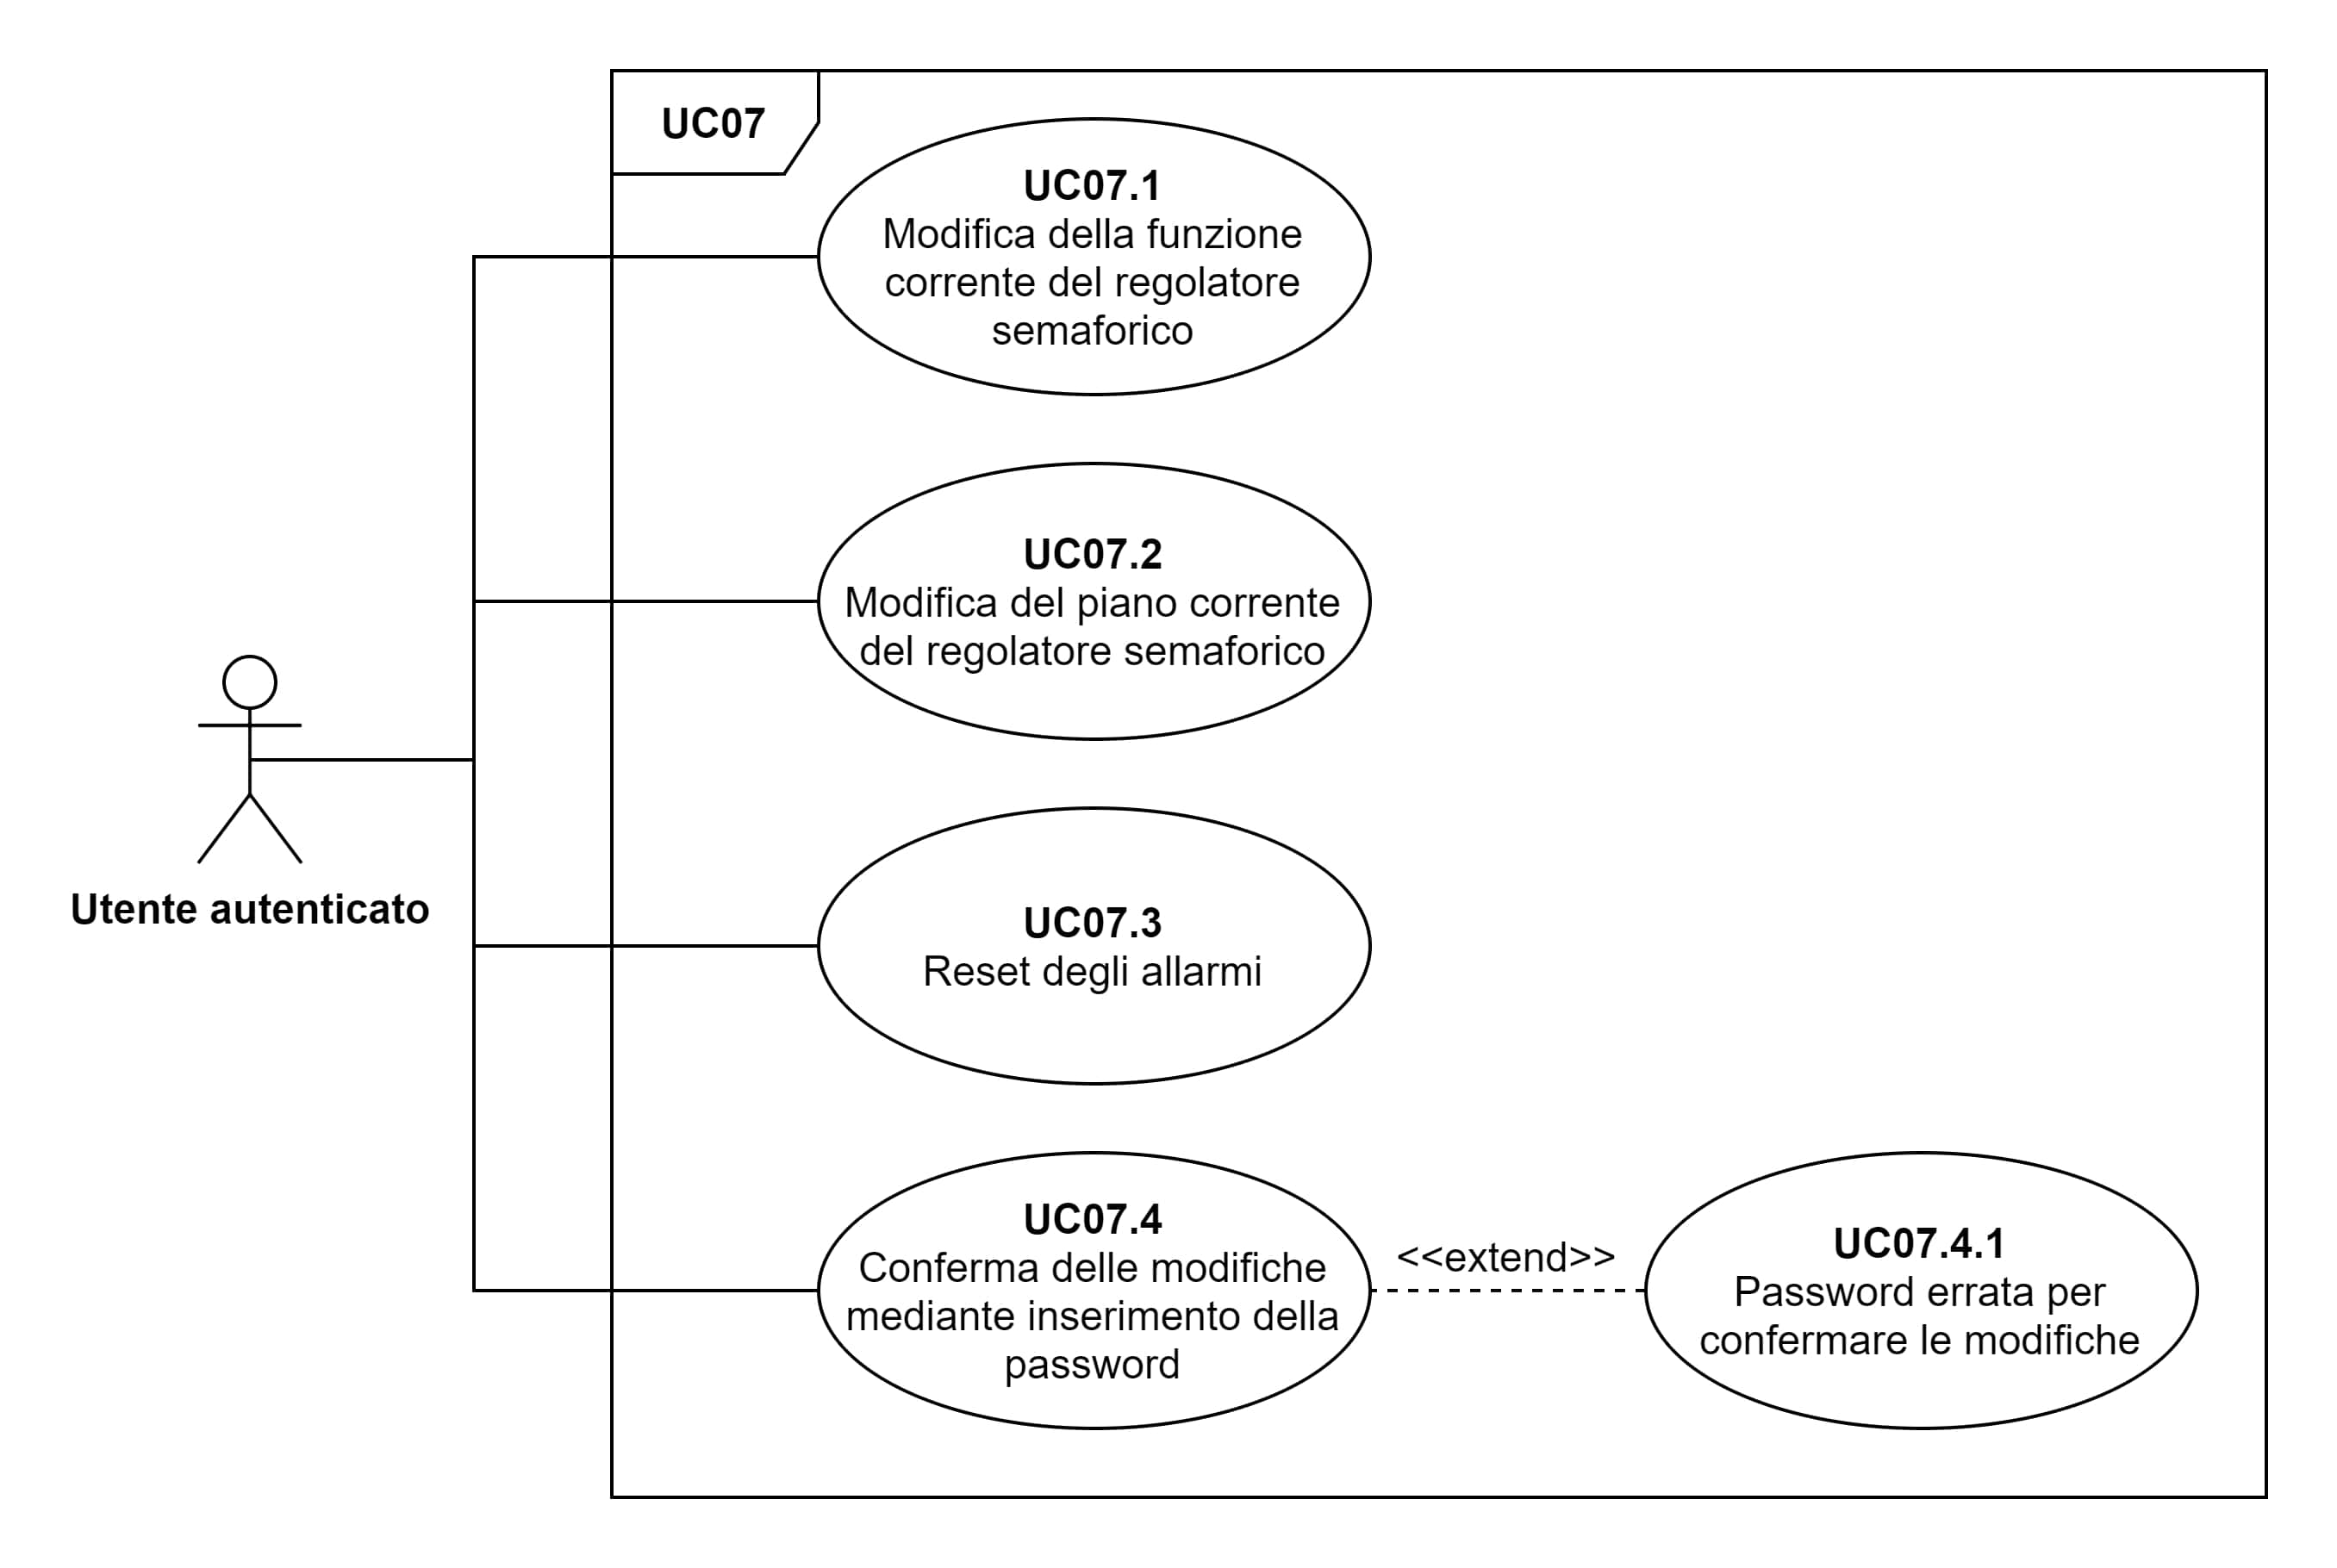 UC07
UC07.1
Modifica della funzione
corrente del regolatore
semaforico
UC07.2
Modifica del piano corrente
del regolatore semaforico
Utente autenticato
UC07.3
Reset degli allarmi
UC07.4
Conferma delle modifiche
mediante inserimento della
password
<<extend>>
UC07.4.1
Password errata per
confermare le modifiche